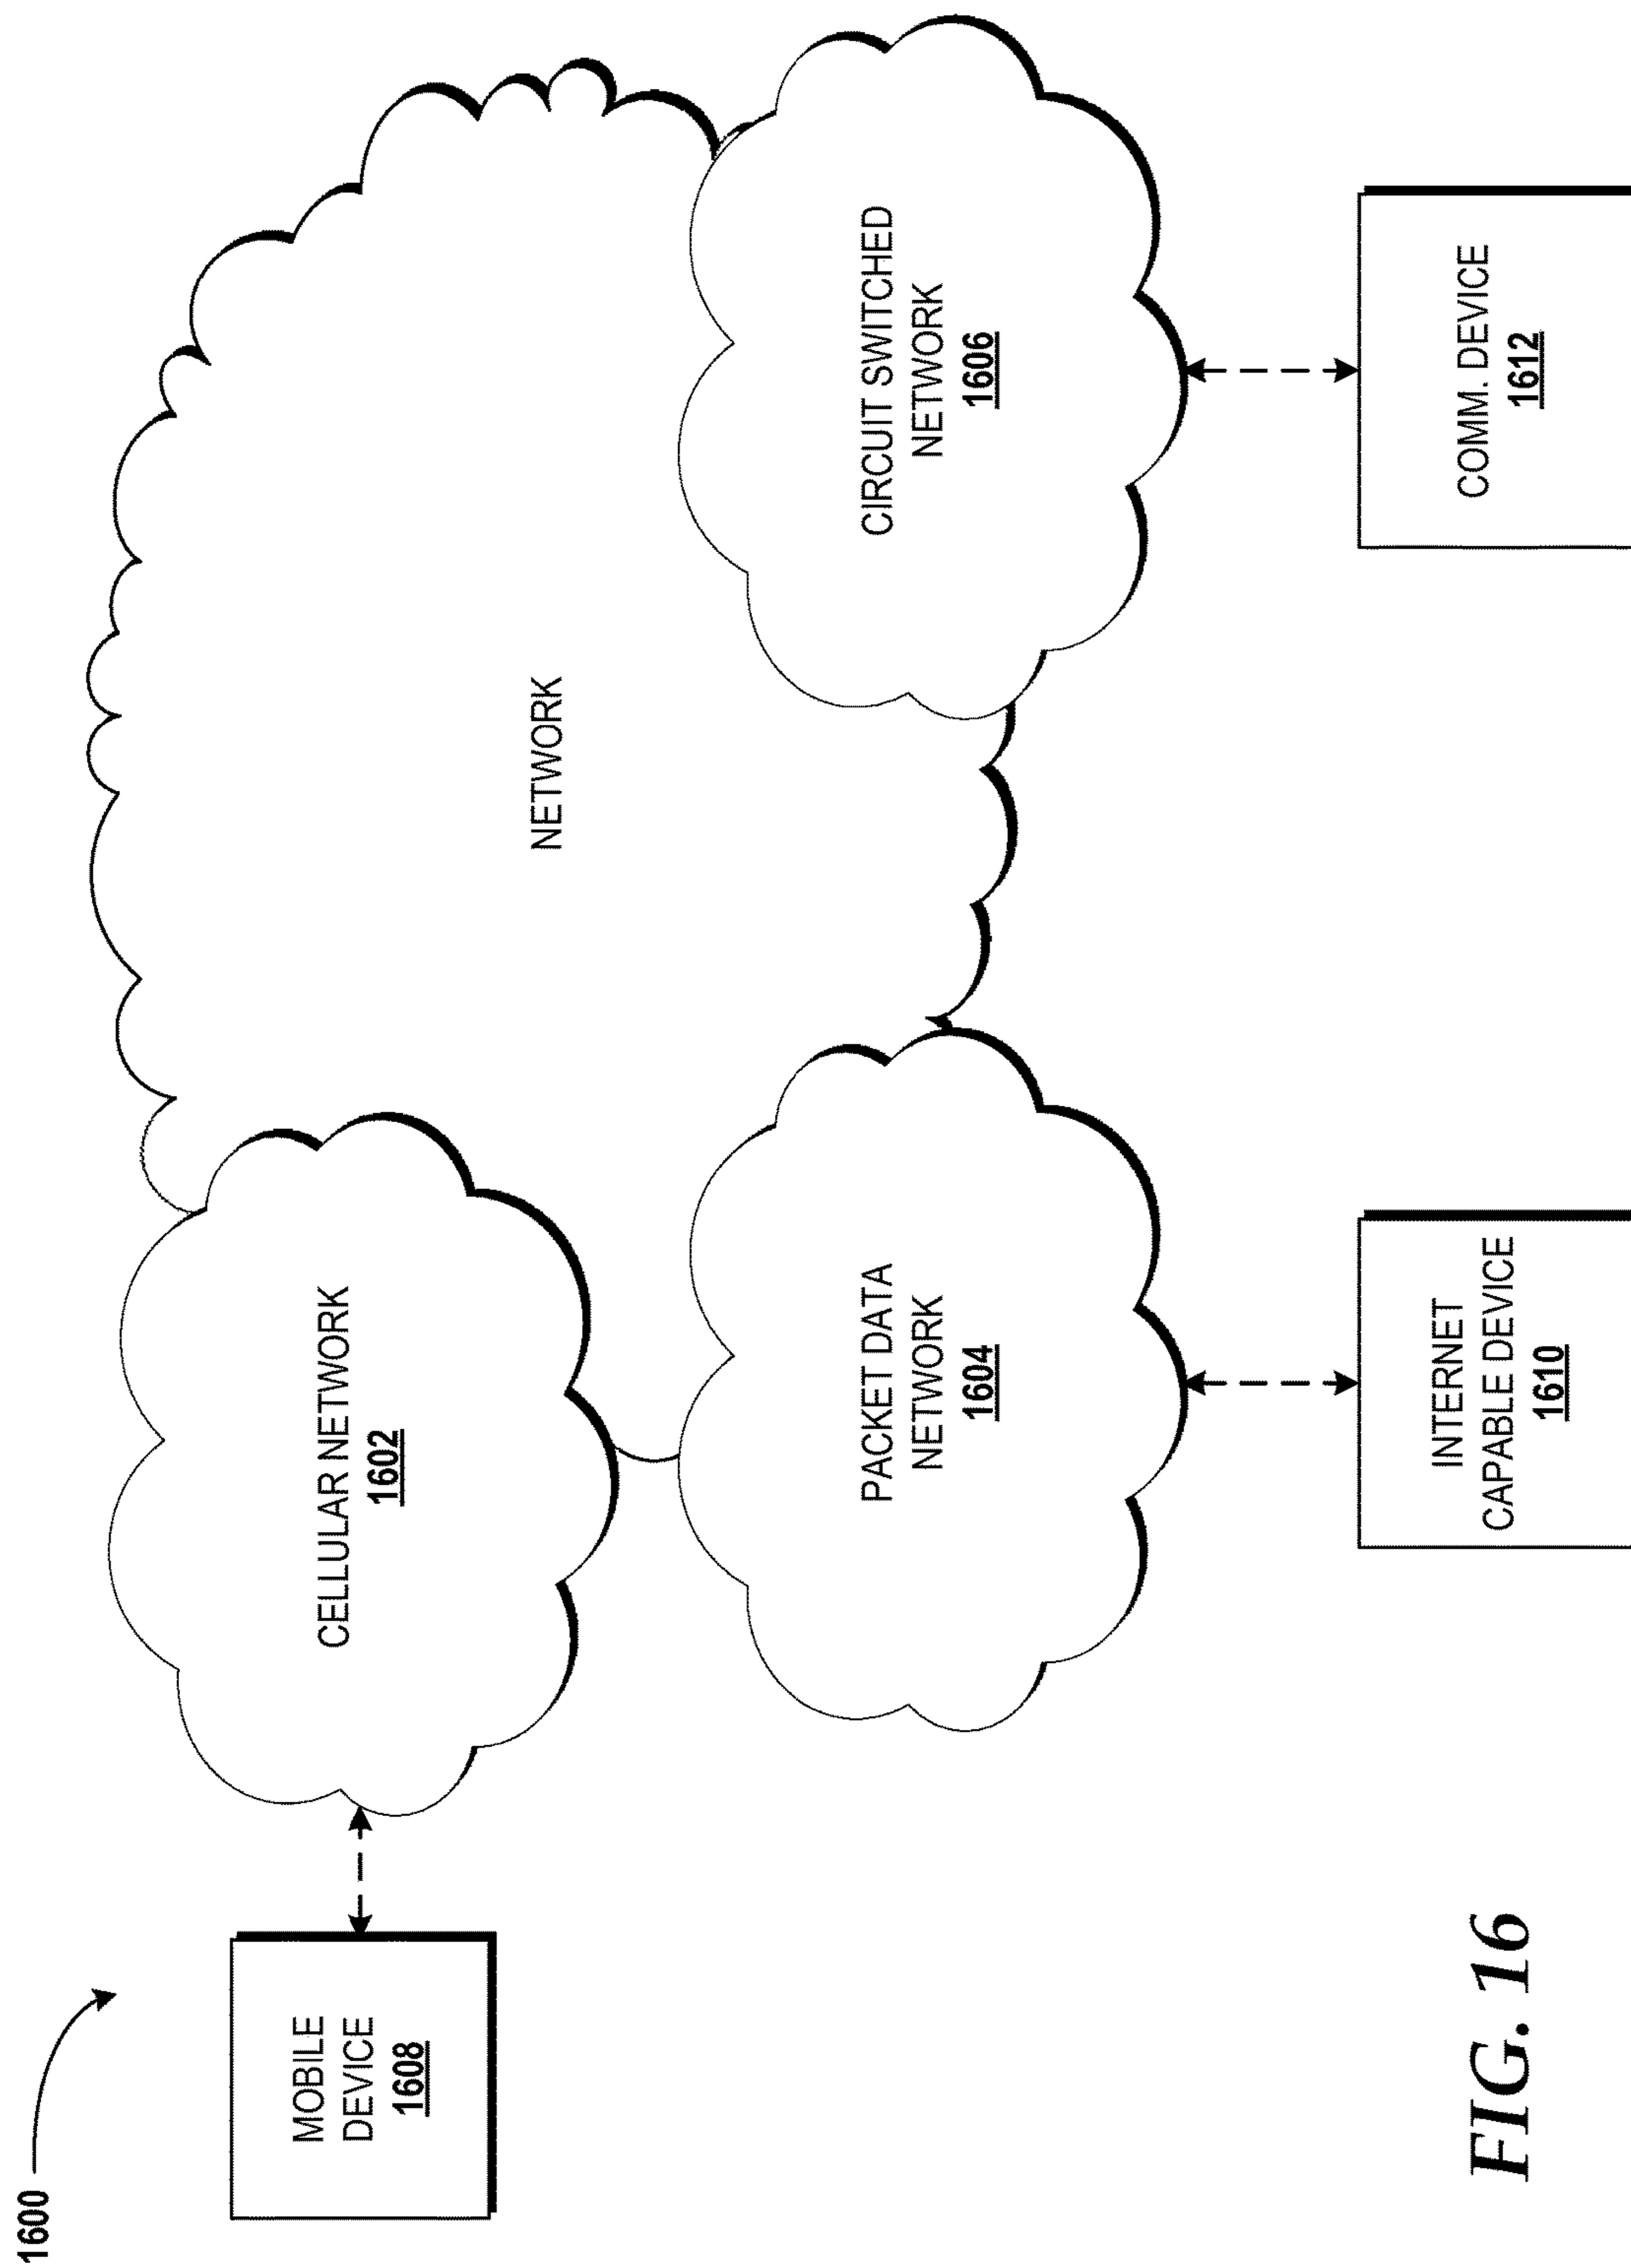 1600
MOBILE
DEVICE
1608
CELLULAR NETWORK
1602
NETWORK
PACKET DATA
NETWORK
1604
CIRCUIT SWITCHED
NETWORK
1606
INTERNET
CAPABLE DEVICE
1610
COMM. DEVICE
1612
FIG. 16